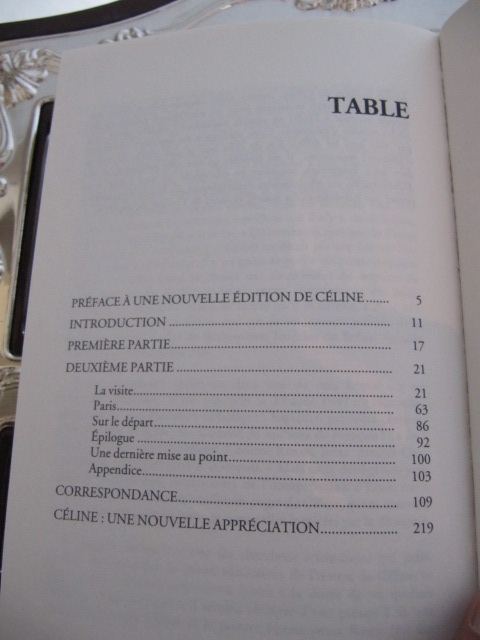 TABLE
PRÉFACE À UNE NOUVELLE ÉDITION DE CÉLINE....... 5
INTRODUCTION ........................................................ 11
PREMIÈRE PARTIE....................................................... 17
DEUXIÈME PARTIE ..................................................... 21
La visite................................................................ 21
Paris.................................................................... 63
Sur le départ........................................................... 86
Épilogue ............................................................... 92
Une dernière mise au point........................................ 100
Appendice.............................................................. 103
CORRESPONDANCE.................................................... 109
CÉLINE : UNE NOUVELLE APPRÉCIATION.................... 219